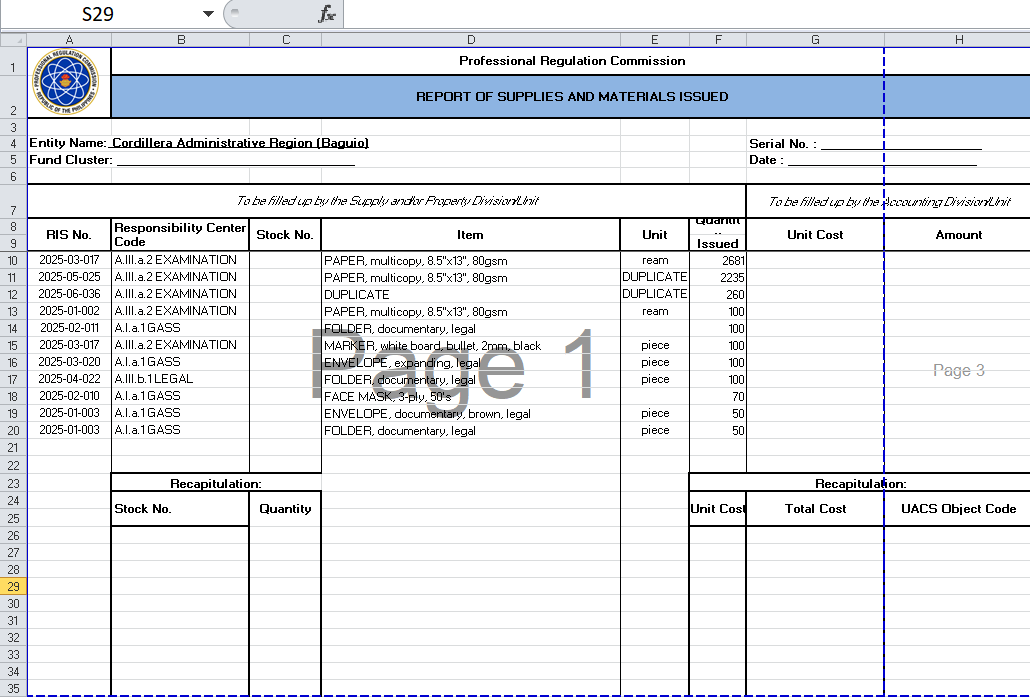 S29
fx
A B C D E F G H
1 Professional Regulation Commission
PROFESSIONAL REGULATION COMMISSION
REPUBLIC OF THE PHILIPPINES
2 REPORT OF SUPPLIES AND MATERIALS ISSUED
3
4 Entity Name: Cordillera Administrative Region (Baguio) Serial No. :
5 Fund Cluster: Date :
6
7 To be filled up by the Supply and/or Property Division/Unit To be filled up by the Accounting Division/Unit
8
9 RIS No. Responsibility Center Code Stock No. Item Unit Issued Unit Cost Amount
10 2025-03-017 A.III.a.2 EXAMINATION PAPER, multicopy, 8.5"x13", 80gsm ream 2681
11 2025-05-025 A.III.a.2 EXAMINATION PAPER, multicopy, 8.5"x13", 80gsm DUPLICATE 2235
12 2025-06-036 A.III.a.2 EXAMINATION DUPLICATE DUPLICATE 260
13 2025-01-002 A.III.a.2 EXAMINATION PAPER, multicopy, 8.5"x13", 80gsm ream 100
14 2025-02-011 A.I.a.1 GASS FOLDER, documentary, legal 100
15 2025-03-017 A.III.a.2 EXAMINATION MARKER, white board, bullet, 2mm, black piece 100
16 2025-03-020 A.I.a.1 GASS ENVELOPE, expanding, legal piece 100
17 2025-04-022 A.III.b.1 LEGAL FOLDER, documentary, legal piece 100
18 2025-02-010 A.I.a.1 GASS FACE MASK, 3-ply, 50's 70
19 2025-01-003 A.I.a.1 GASS ENVELOPE, documentary, brown, legal piece 50
20 2025-01-003 A.I.a.1 GASS FOLDER, documentary, legal piece 50
Page 1
Page 3
21
22
23 Recapitulation: Recapitulation:
24
25 Stock No. Quantity Unit Cost Total Cost UACS Object Code
26
27
28
29
30
31
32
33
34
35